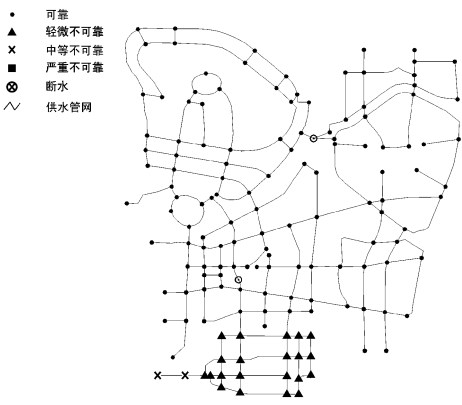 可靠
轻微不可靠
中等不可靠
严重不可靠
断水
供水管网